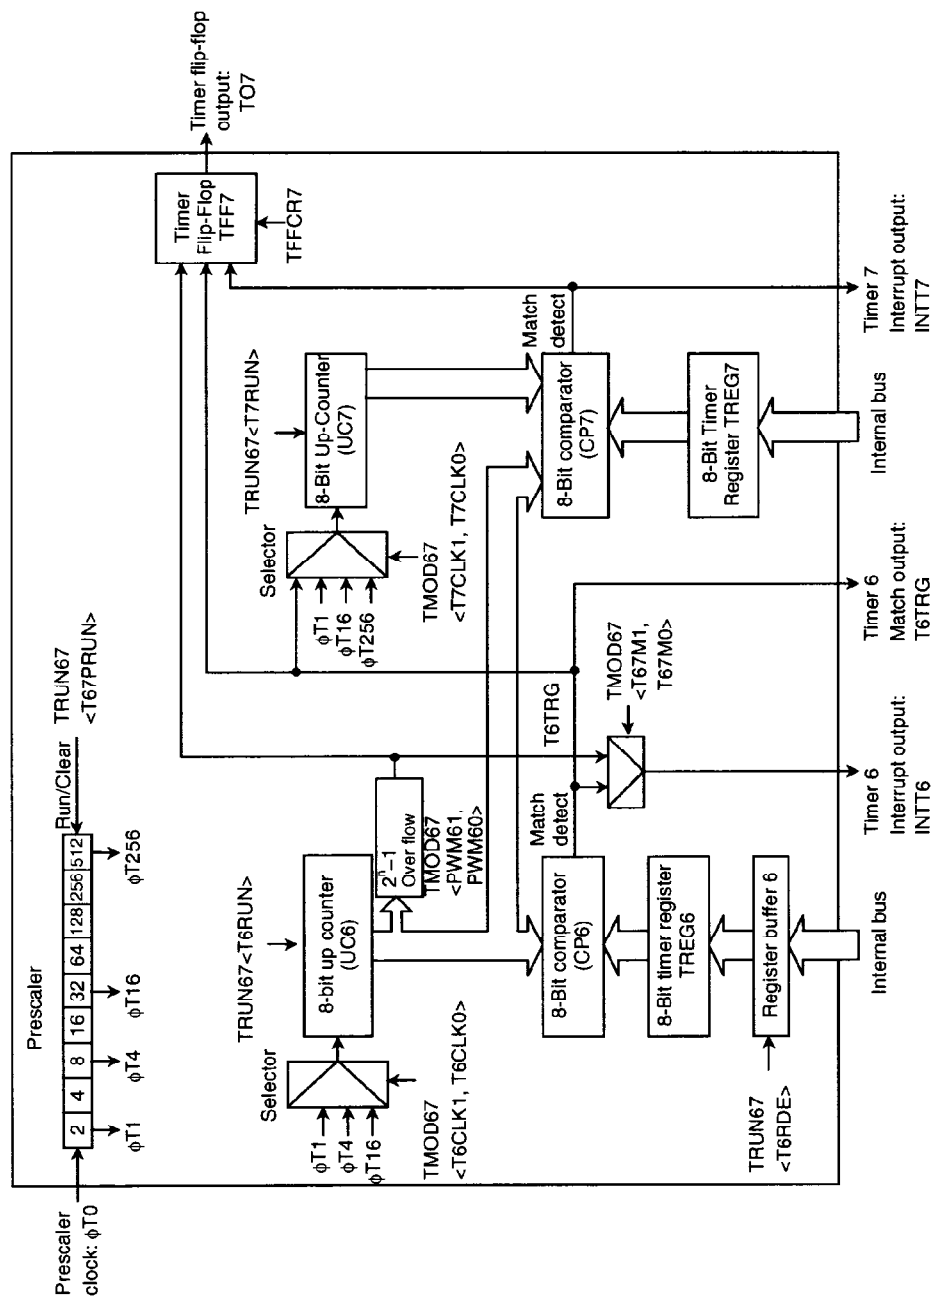 Prescaler
Prescaler
clock: ϕT0
2 4 8 16 32 64 128 256 512
Run/Clear
TRUN67
<T67PRUN>
ϕT1
ϕT4
ϕT16
ϕT256
Timer flip-flop
output:
TO7
Timer
Flip-Flop
TFF7
TFFCR7
TRUN67<T6RUN>
Selector
ϕT1
ϕT4
ϕT16
TMOD67
<T6CLK1, T6CLK0>
8-bit up counter
(UC6)
2ⁿ−1
Over flow
TMOD67
<PWM61,
PWM60>
TRUN67<T7RUN>
Selector
ϕT1
ϕT16
ϕT256
TMOD67
<T7CLK1, T7CLK0>
8-Bit Up-Counter
(UC7)
8-Bit comparator
(CP6)
Match
detect
T6TRG
TMOD67
<T67M1,
T67M0>
8-Bit comparator
(CP7)
Match
detect
8-Bit timer register
TREG6
Register buffer 6
TRUN67
<T6RDE>
8-Bit Timer
Register TREG7
Internal bus
Timer 6
Interrupt output:
INTT6
Timer 6
Match output:
T6TRG
Internal bus
Timer 7
Interrupt output:
INTT7